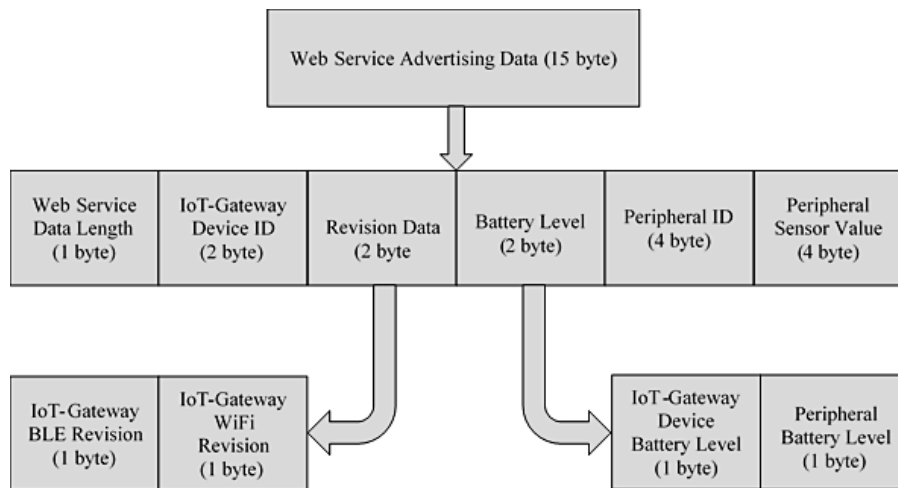 Web Service Advertising Data (15 byte)
Web Service
Data Length
(1 byte)
IoT-Gateway
Device ID
(2 byte)
Revision Data
(2 byte
Battery Level
(2 byte)
Peripheral ID
(4 byte)
Peripheral
Sensor Value
(4 byte)
IoT-Gateway
BLE Revision
(1 byte)
IoT-Gateway
WiFi
Revision
(1 byte)
IoT-Gateway
Device
Battery Level
(1 byte)
Peripheral
Battery Level
(1 byte)